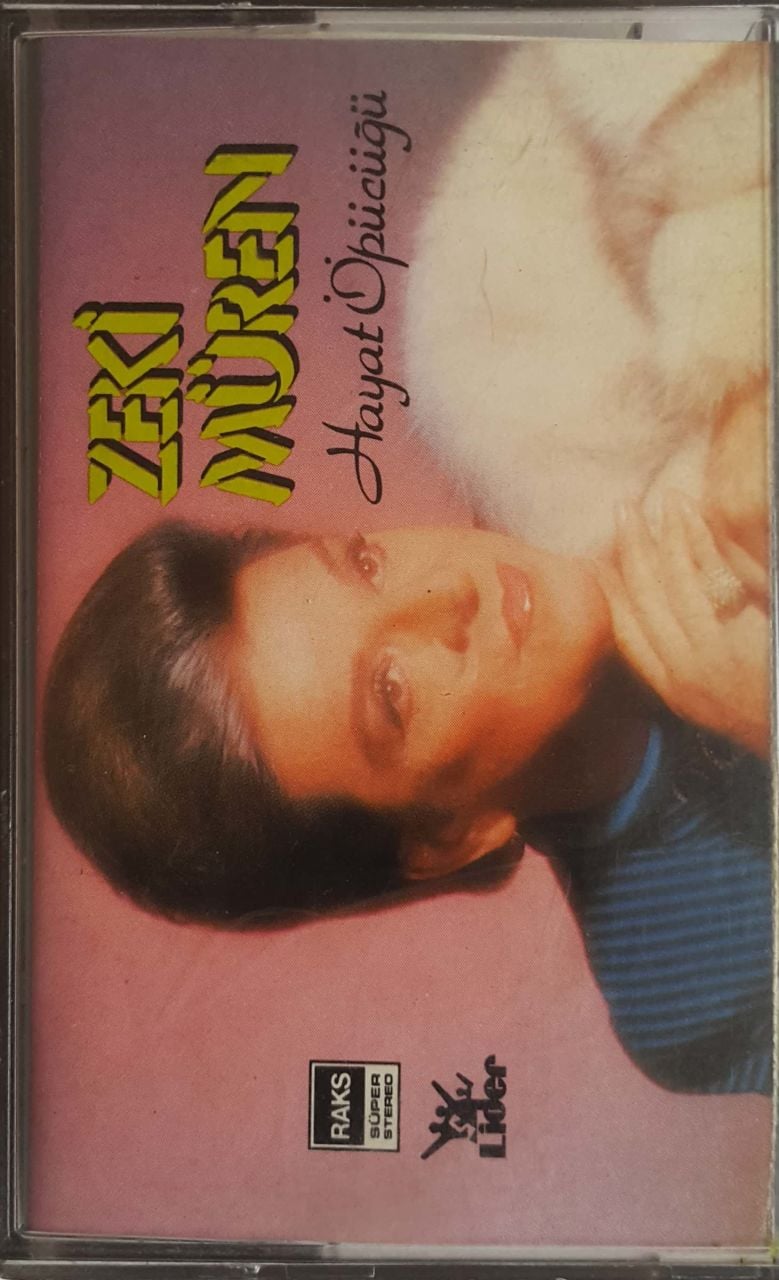 ZEKİ
MÜREN
Hayat Öpücüğü
RAKS
SÜPER
STEREO
Lider